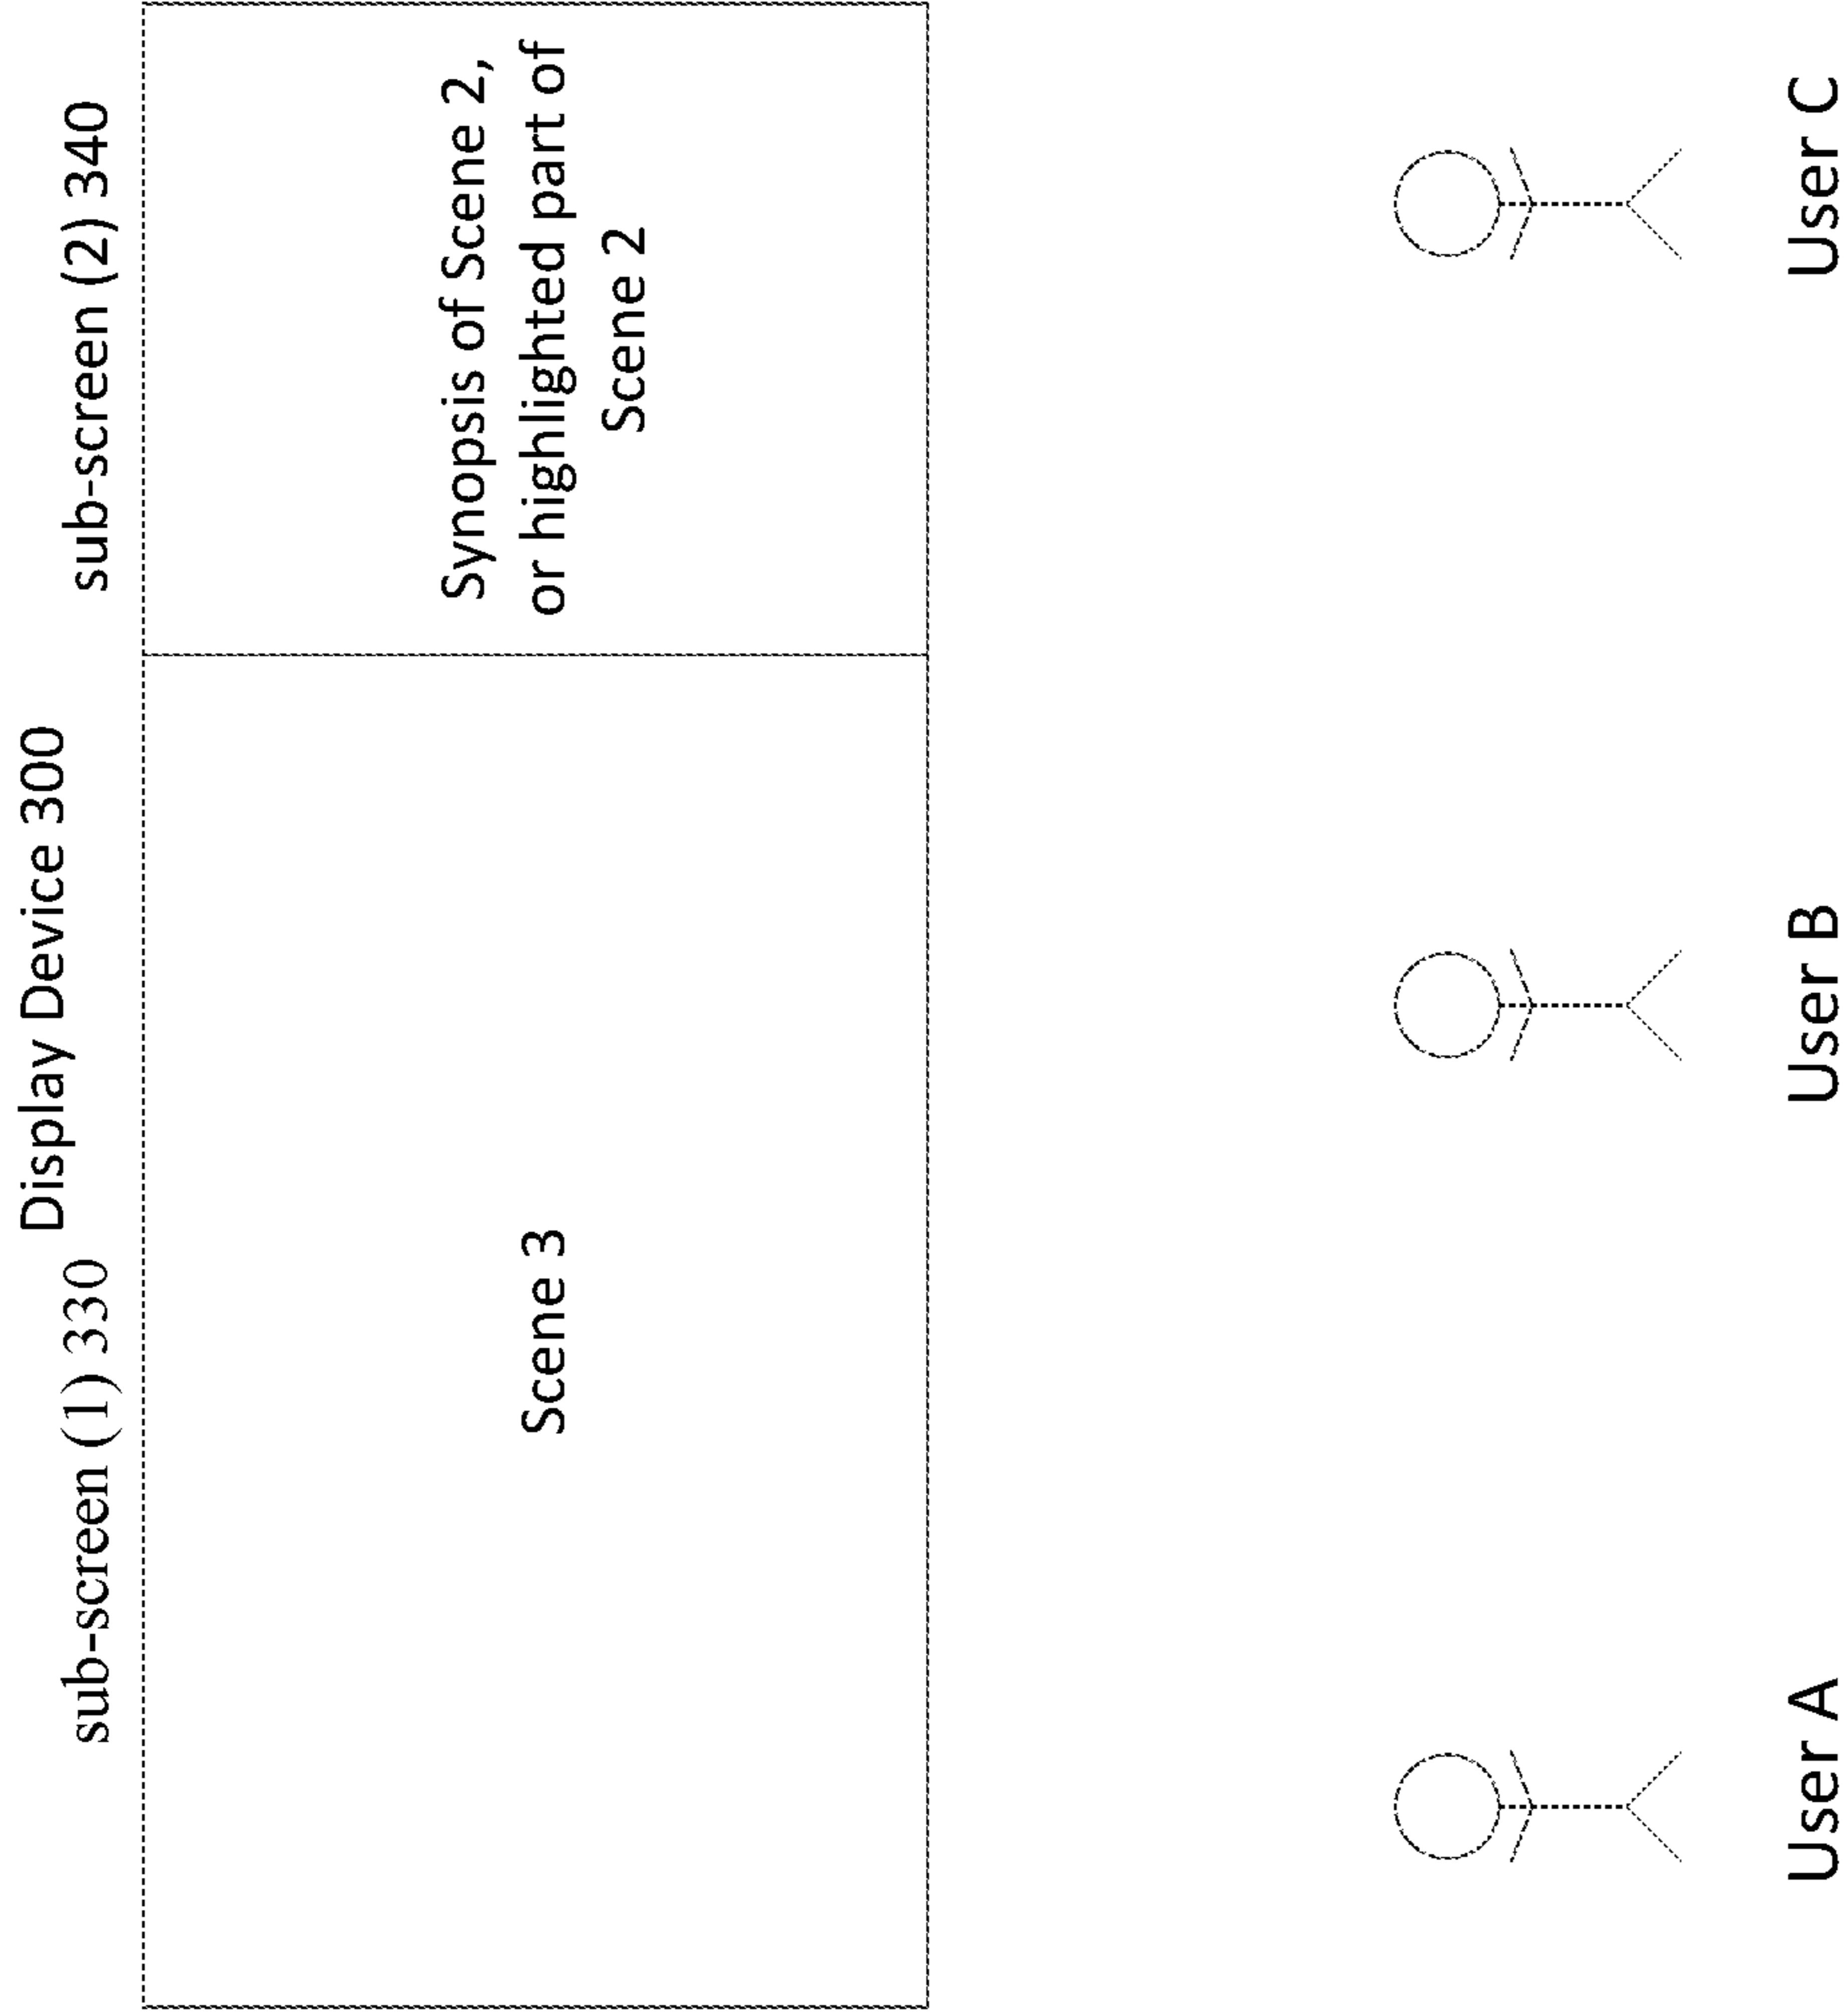 Display Device 300
sub-screen (1) 330
sub-screen (2) 340
Scene 3
Synopsis of Scene 2,
or highlighted part of
Scene 2
User A
User B
User C